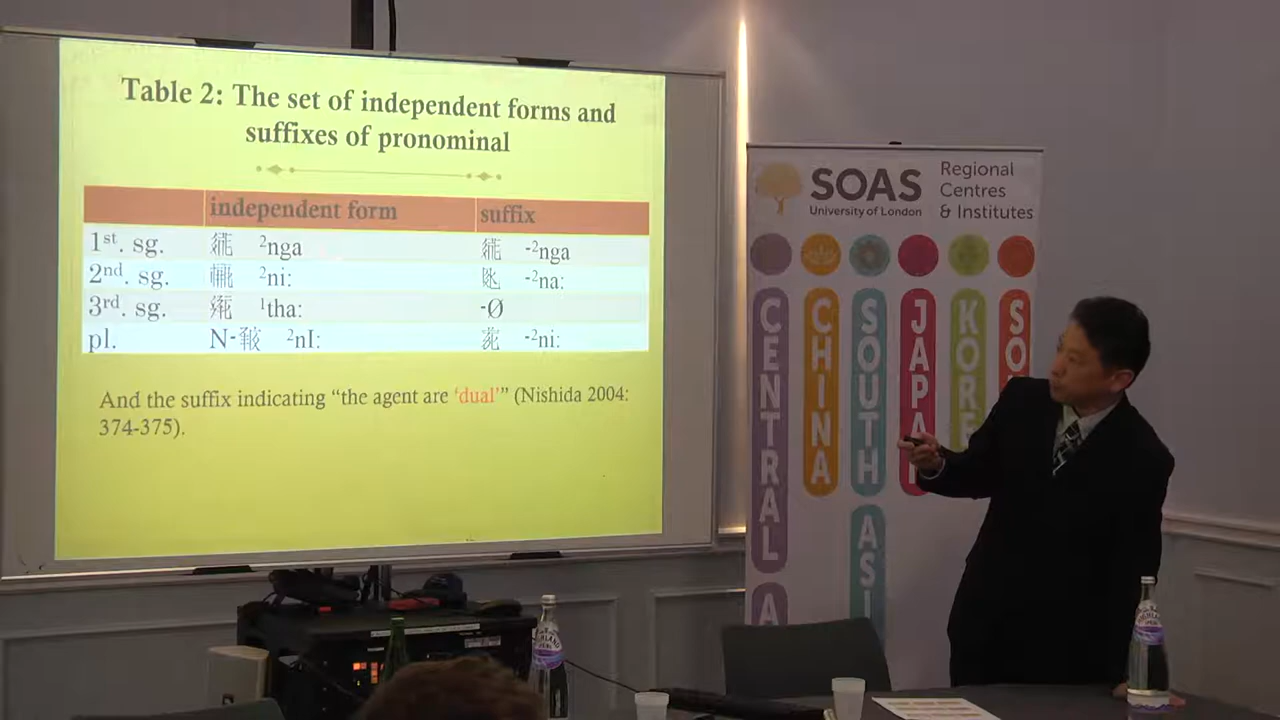 Table 2: The set of independent forms and
suffixes of pronominal
independent form suffix
1st. sg. ²nga -²nga
2nd. sg. ²ni: -²na:
3rd. sg. ¹tha: -Ø
pl. N- ²nI: -²ni:
And the suffix indicating “the agent are ‘dual’” (Nishida 2004:
374-375).
SOAS
University of London
Regional
Centres
& Institutes
CENTRAL
CHINA
SOUTH
JAPA
KORE
SO
ASI
A